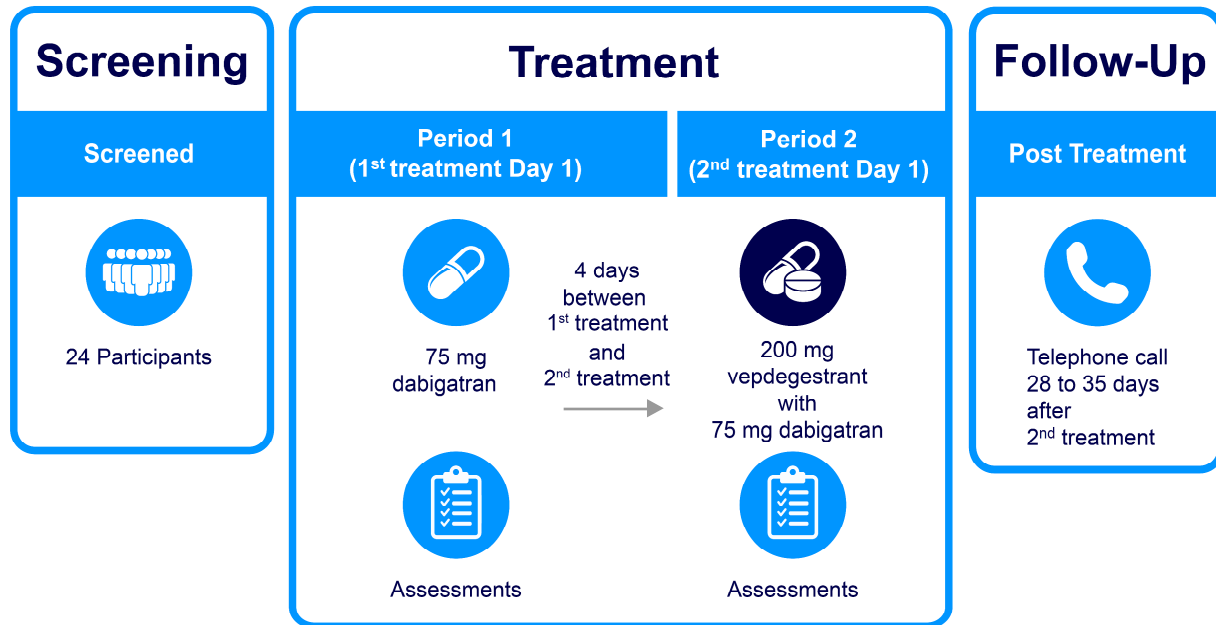 Screening
Screened
24 Participants
Treatment
Period 1
(1st treatment Day 1)
75 mg
dabigatran
Assessments
4 days
between
1st treatment
and
2nd treatment
Period 2
(2nd treatment Day 1)
200 mg
vepdegestrant
with
75 mg dabigatran
Assessments
Follow-Up
Post Treatment
Telephone call
28 to 35 days
after
2nd treatment